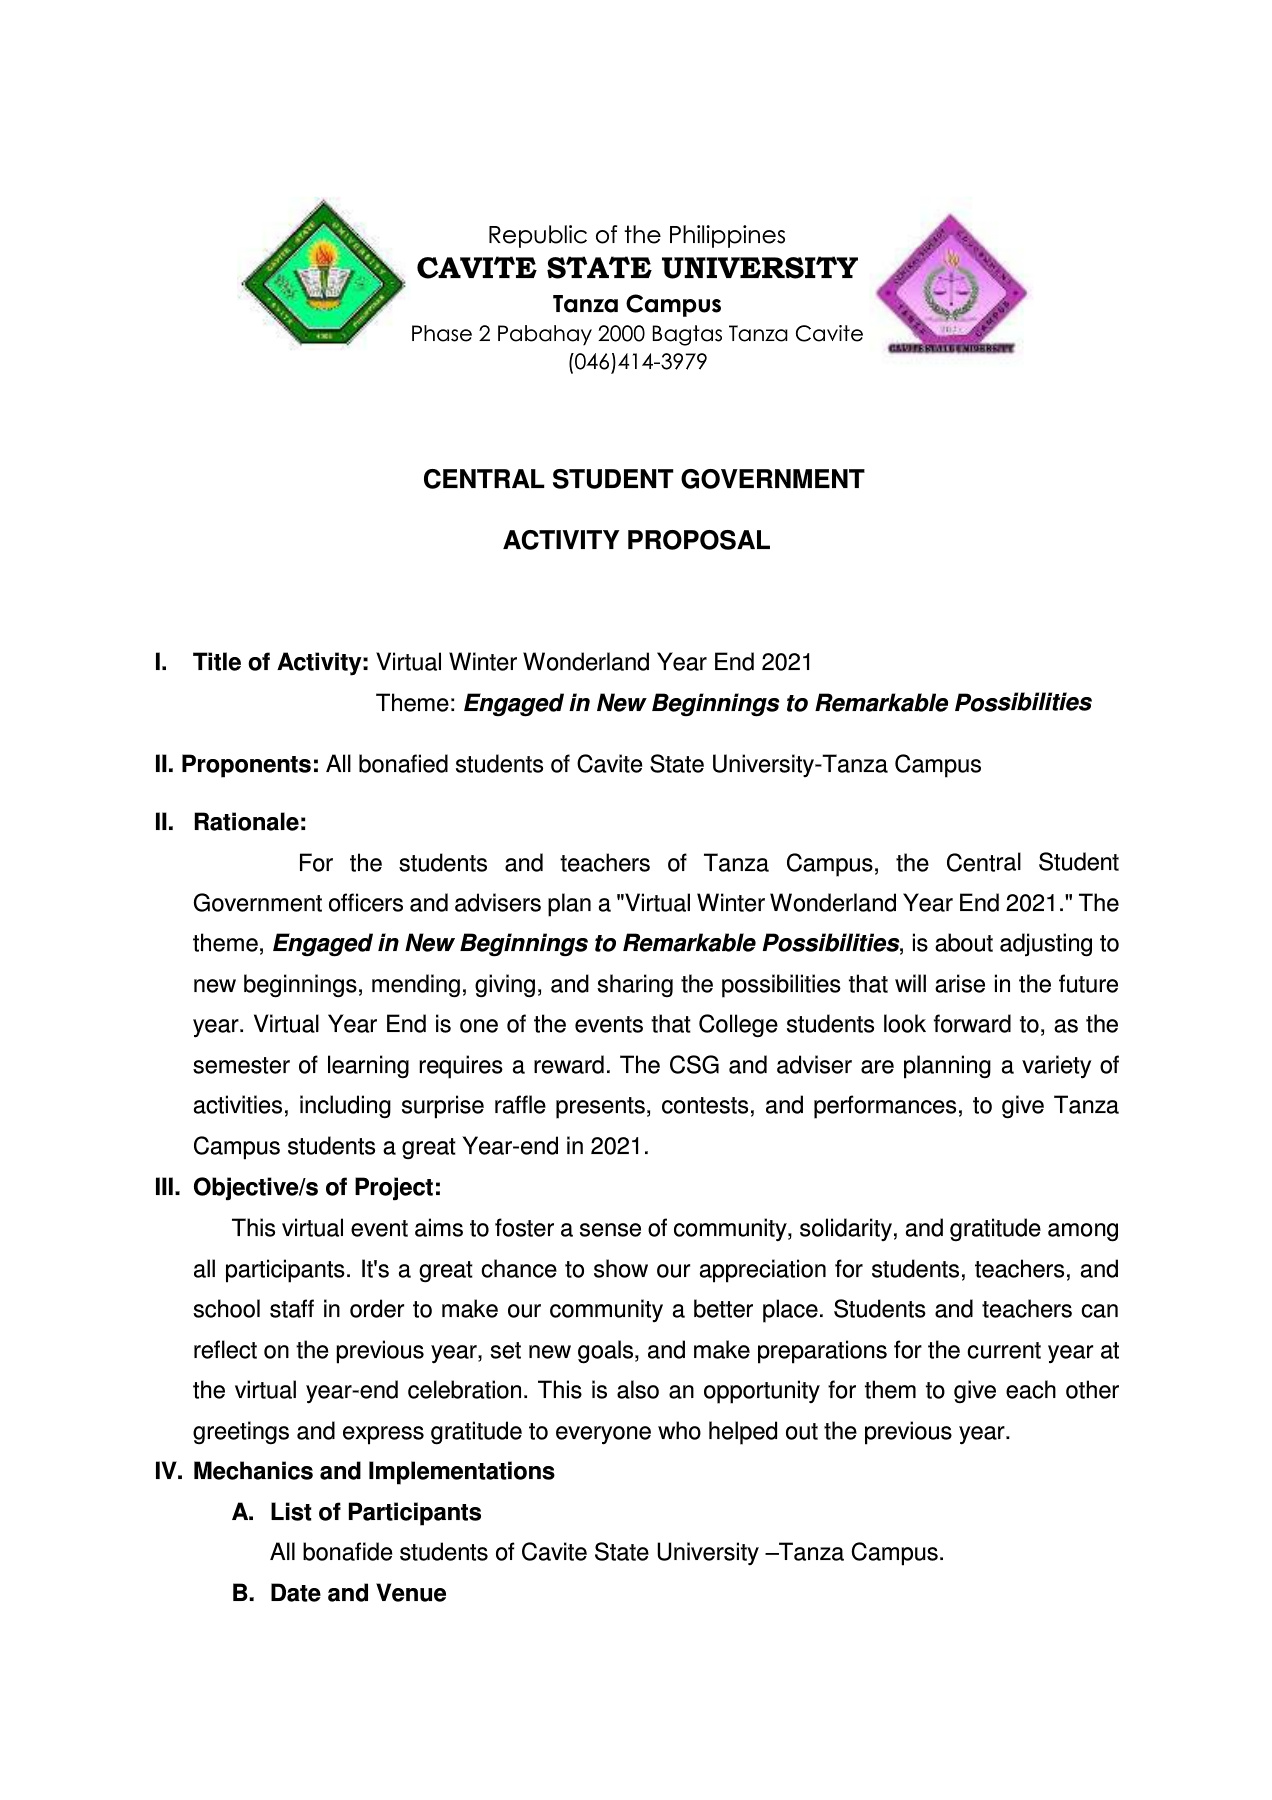 Republic of the Philippines
CAVITE STATE UNIVERSITY
Tanza Campus
Phase 2 Pabahay 2000 Bagtas Tanza Cavite
(046)414-3979
CAVITE STATE UNIVERSITY
CAVITE STATE UNIVERSITY
CENTRAL STUDENT GOVERNMENT
ACTIVITY PROPOSAL
I. Title of Activity: Virtual Winter Wonderland Year End 2021
Theme: Engaged in New Beginnings to Remarkable Possibilities
II. Proponents: All bonafied students of Cavite State University-Tanza Campus
II. Rationale:
For the students and teachers of Tanza Campus, the Central Student
Government officers and advisers plan a "Virtual Winter Wonderland Year End 2021." The
theme, Engaged in New Beginnings to Remarkable Possibilities, is about adjusting to
new beginnings, mending, giving, and sharing the possibilities that will arise in the future
year. Virtual Year End is one of the events that College students look forward to, as the
semester of learning requires a reward. The CSG and adviser are planning a variety of
activities, including surprise raffle presents, contests, and performances, to give Tanza
Campus students a great Year-end in 2021.
III. Objective/s of Project:
This virtual event aims to foster a sense of community, solidarity, and gratitude among
all participants. It's a great chance to show our appreciation for students, teachers, and
school staff in order to make our community a better place. Students and teachers can
reflect on the previous year, set new goals, and make preparations for the current year at
the virtual year-end celebration. This is also an opportunity for them to give each other
greetings and express gratitude to everyone who helped out the previous year.
IV. Mechanics and Implementations
A. List of Participants
All bonafide students of Cavite State University –Tanza Campus.
B. Date and Venue